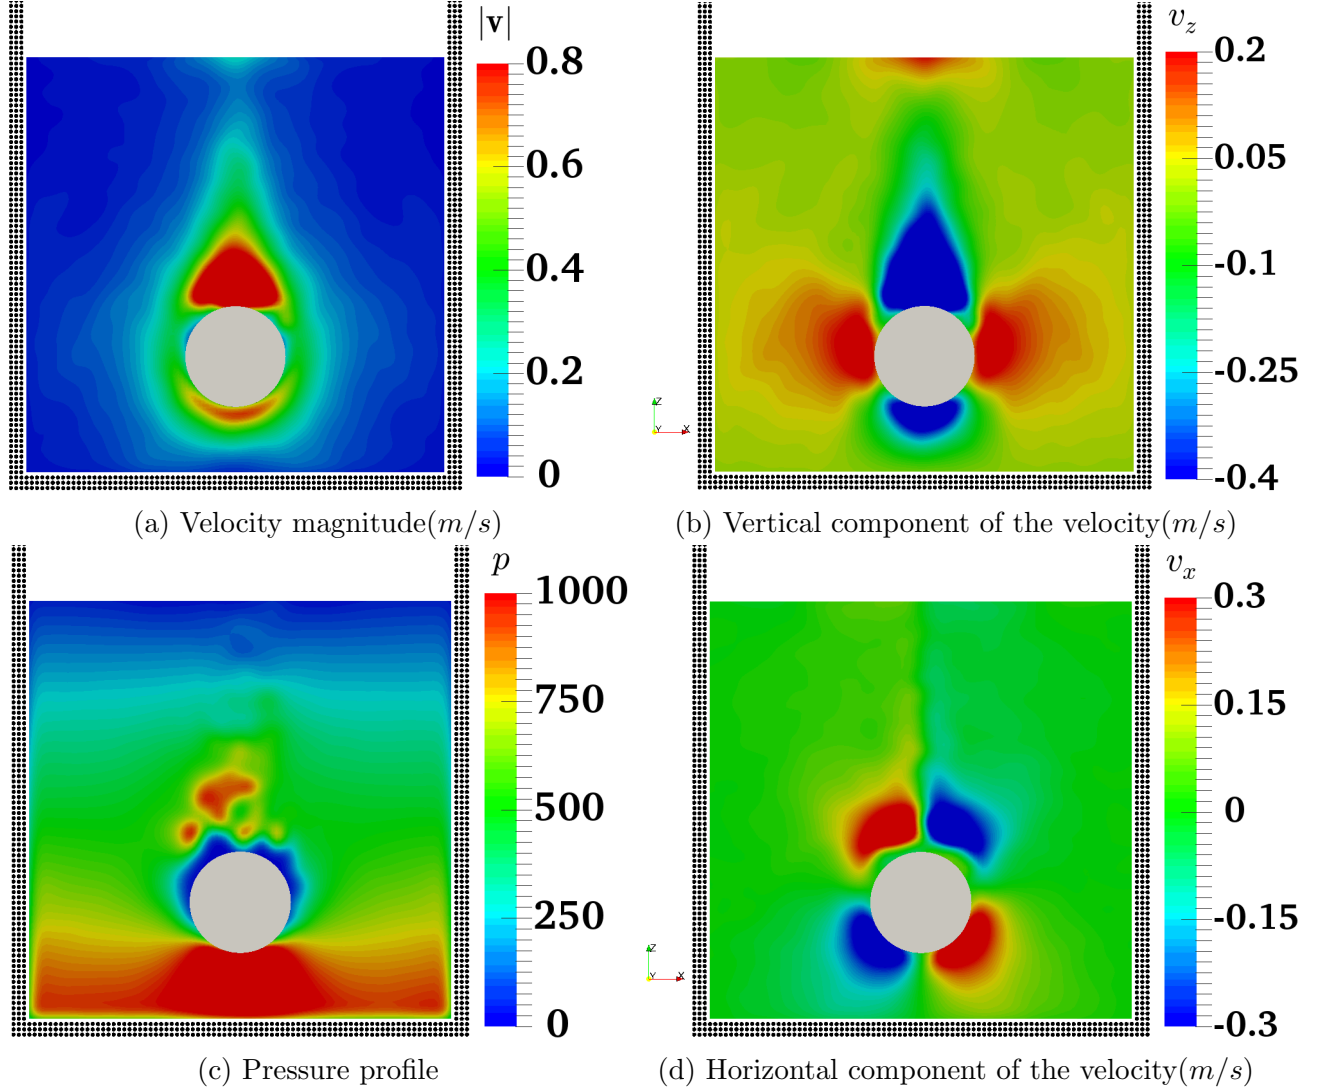 |v|
0.8
0.6
0.4
0.2
0
v_z
0.2
0.05
-0.1
-0.25
-0.4
Z
Y X
(a) Velocity magnitude(m/s)
(b) Vertical component of the velocity(m/s)
p
1000
750
500
250
0
v_x
0.3
0.15
0
-0.15
-0.3
Z
Y X
(c) Pressure profile
(d) Horizontal component of the velocity(m/s)